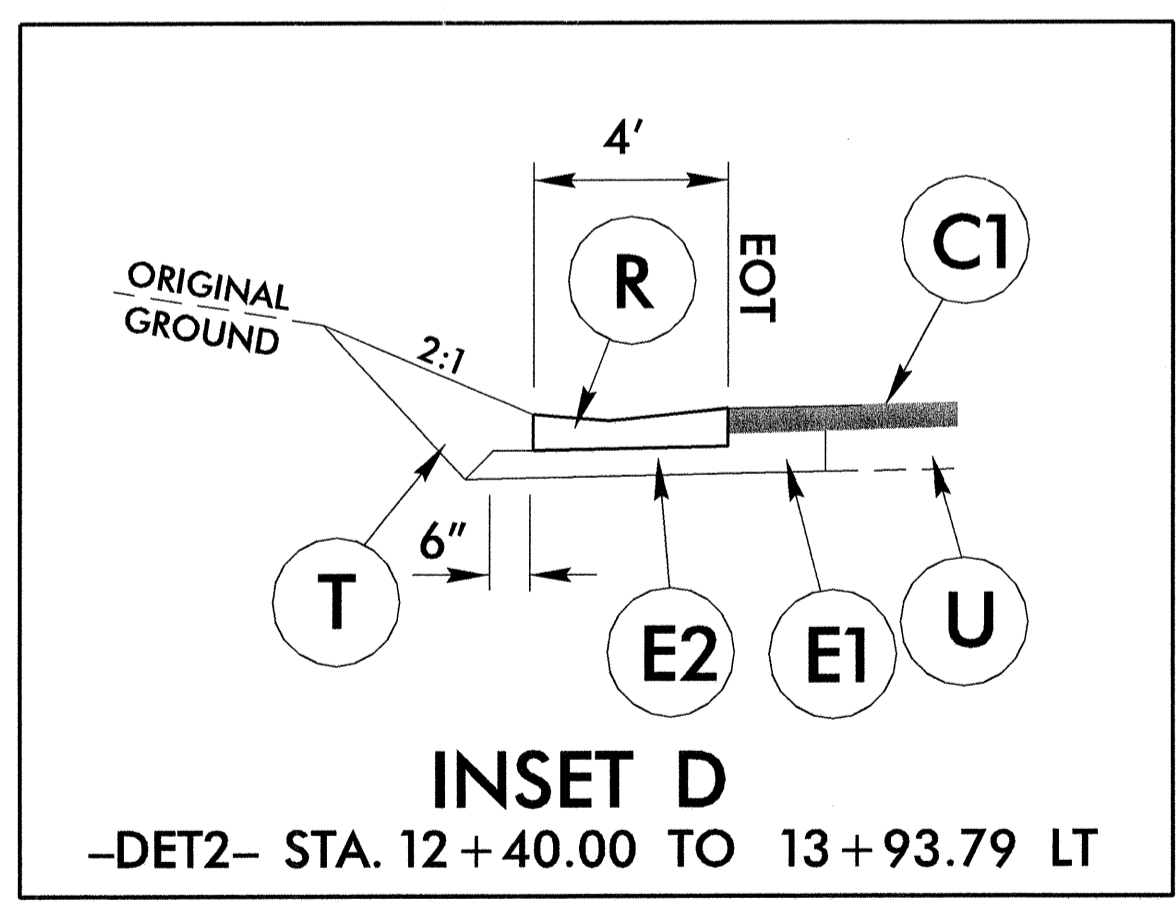 4'
R
EOT
C1
ORIGINAL
GROUND
2:1
6"
T
E2
E1
U
INSET D
–DET2– STA. 12+40.00 TO 13+93.79 LT